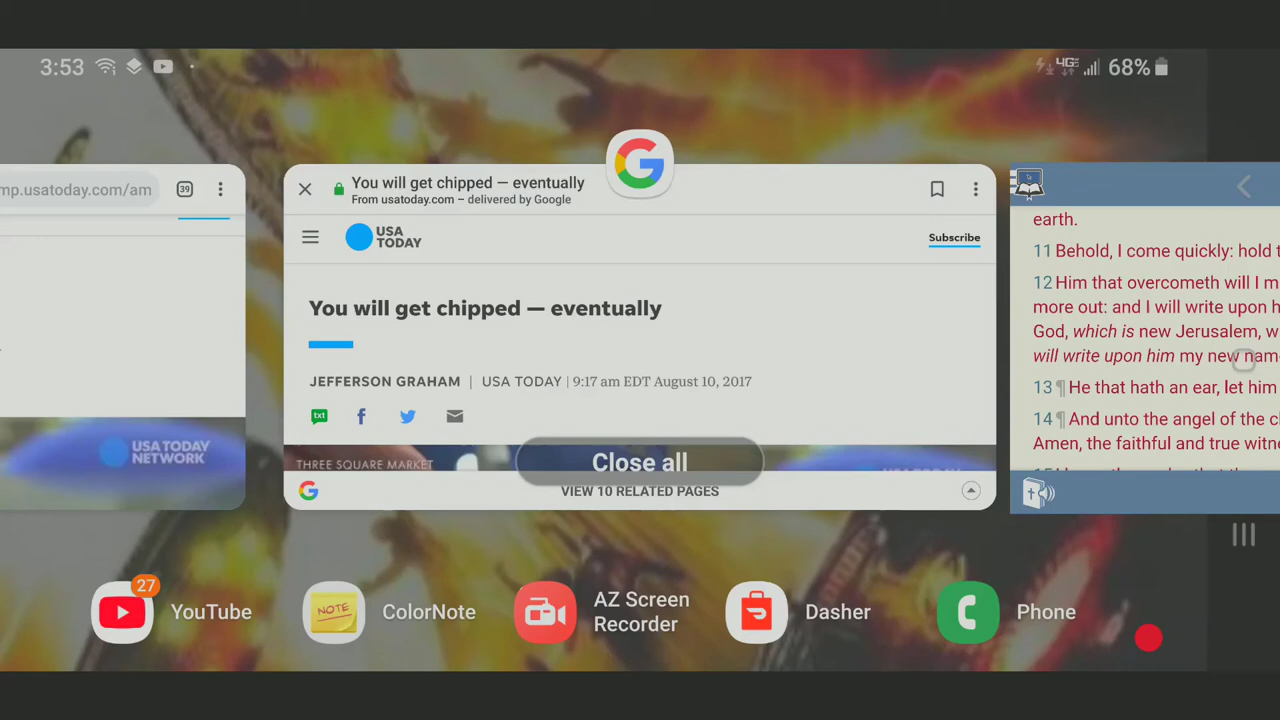 3:53
4GE
68%
mp.usatoday.com/am
39
You will get chipped — eventually
From usatoday.com – delivered by Google
USA
TODAY
Subscribe
You will get chipped — eventually
JEFFERSON GRAHAM | USA TODAY | 9:17 am EDT August 10, 2017
txt
THREE SQUARE MARKET
Close all
VIEW 10 RELATED PAGES
USA TODAY
NETWORK
earth.
11 Behold, I come quickly: hold t
12 Him that overcometh will I m
more out: and I will write upon h
God, which is new Jerusalem, w
will write upon him my new nam
13 ¶ He that hath an ear, let him
14 ¶ And unto the angel of the c
Amen, the faithful and true witn
27
YouTube
NOTE
ColorNote
AZ Screen
Recorder
Dasher
Phone